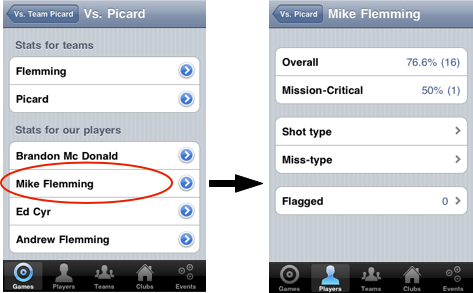 Vs. Team Picard
Vs. Picard
Stats for teams
Flemming
Picard
Stats for our players
Brandon Mc Donald
Mike Flemming
Ed Cyr
Andrew Flemming
Games Players Teams Clubs Events
Vs. Picard
Mike Flemming
Overall 76.6% (16)
Mission-Critical 50% (1)
Shot type
Miss-type
Flagged 0
Games Players Teams Clubs Events